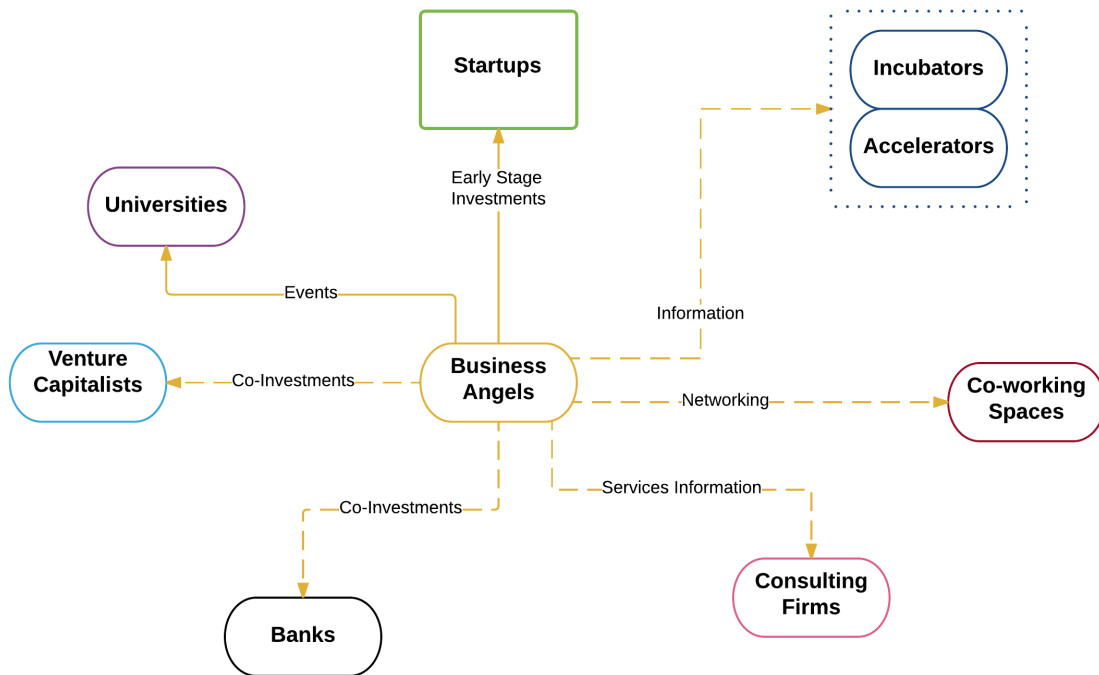 Startups
Incubators
Accelerators
Early Stage
Investments
Universities
Events
Information
Venture
Capitalists
Co-Investments
Business
Angels
Networking
Co-working
Spaces
Services Information
Co-Investments
Consulting
Firms
Banks